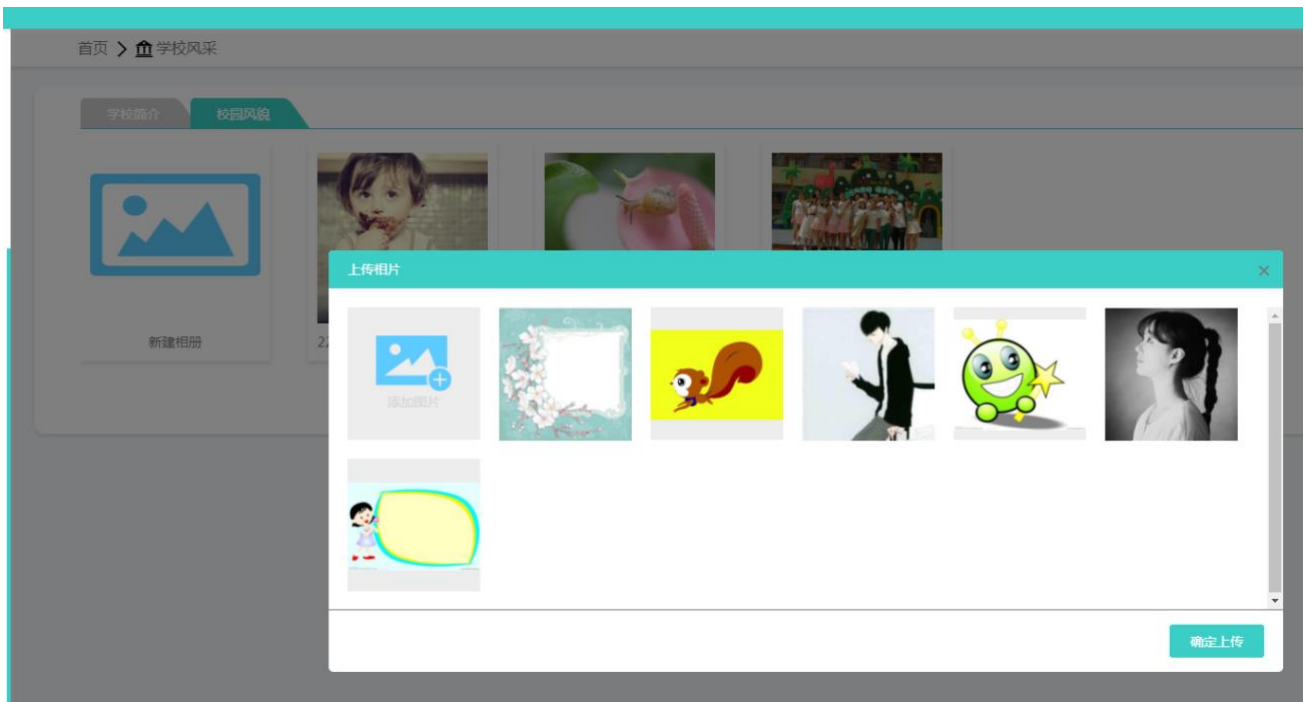 首页 学校风采
学校简介 校园风貌
新建相册
上传相片 ×
添加图片
确定上传